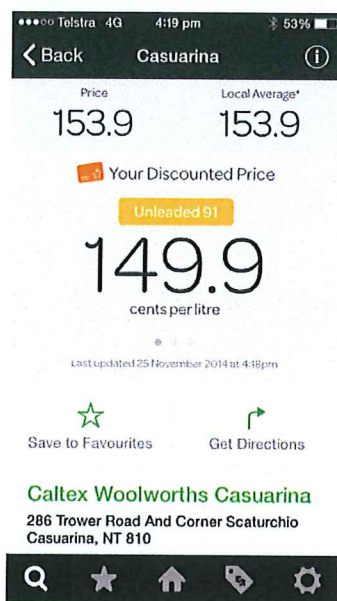 Telstra 4G 4:19 pm 53%
Back Casuarina
Price Local Average*
153.9 153.9
Your Discounted Price
Unleaded 91
149.9
cents per litre
Last updated 25 November 2014 at 4:18pm
Save to Favourites Get Directions
Caltex Woolworths Casuarina
286 Trower Road And Corner Scaturchio
Casuarina, NT 810